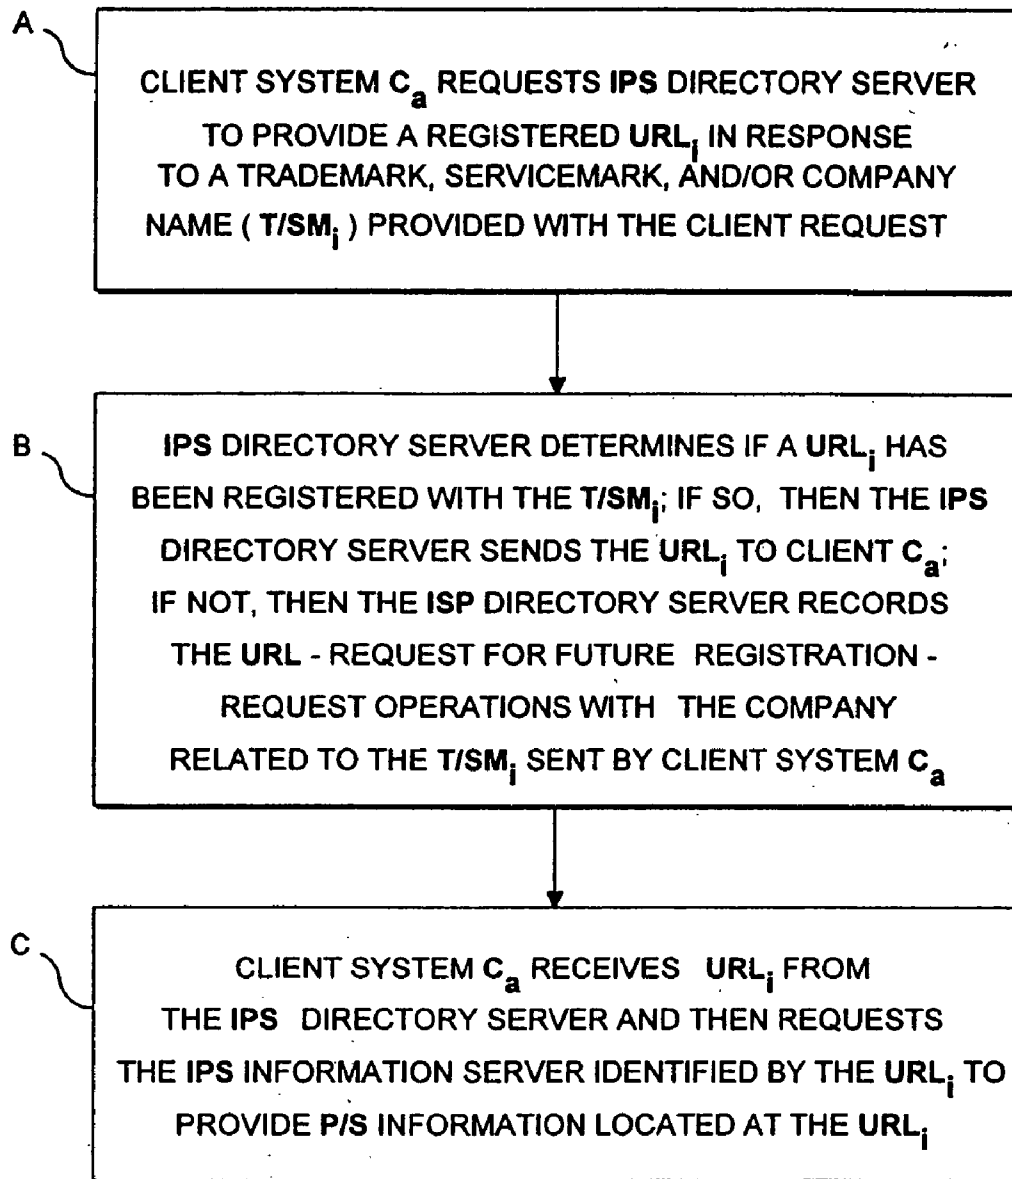 A
CLIENT SYSTEM Ca REQUESTS IPS DIRECTORY SERVER
TO PROVIDE A REGISTERED URLi IN RESPONSE
TO A TRADEMARK, SERVICEMARK, AND/OR COMPANY
NAME ( T/SMi ) PROVIDED WITH THE CLIENT REQUEST
B
IPS DIRECTORY SERVER DETERMINES IF A URLi HAS
BEEN REGISTERED WITH THE T/SMi; IF SO, THEN THE IPS
DIRECTORY SERVER SENDS THE URLi TO CLIENT Ca;
IF NOT, THEN THE ISP DIRECTORY SERVER RECORDS
THE URL - REQUEST FOR FUTURE REGISTRATION -
REQUEST OPERATIONS WITH THE COMPANY
RELATED TO THE T/SMi SENT BY CLIENT SYSTEM Ca
C
CLIENT SYSTEM Ca RECEIVES URLi FROM
THE IPS DIRECTORY SERVER AND THEN REQUESTS
THE IPS INFORMATION SERVER IDENTIFIED BY THE URLi TO
PROVIDE P/S INFORMATION LOCATED AT THE URLi